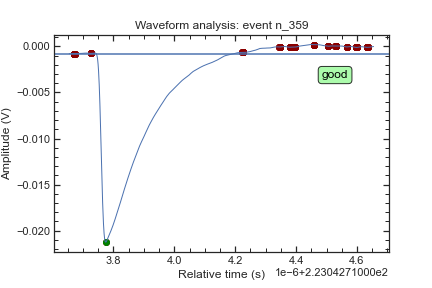 Waveform analysis: event n_359
0.000
−0.005
−0.010
−0.015
−0.020
Amplitude (V)
good
3.8
4.0
4.2
4.4
4.6
Relative time (s)
1e−6+2.2304271000e2